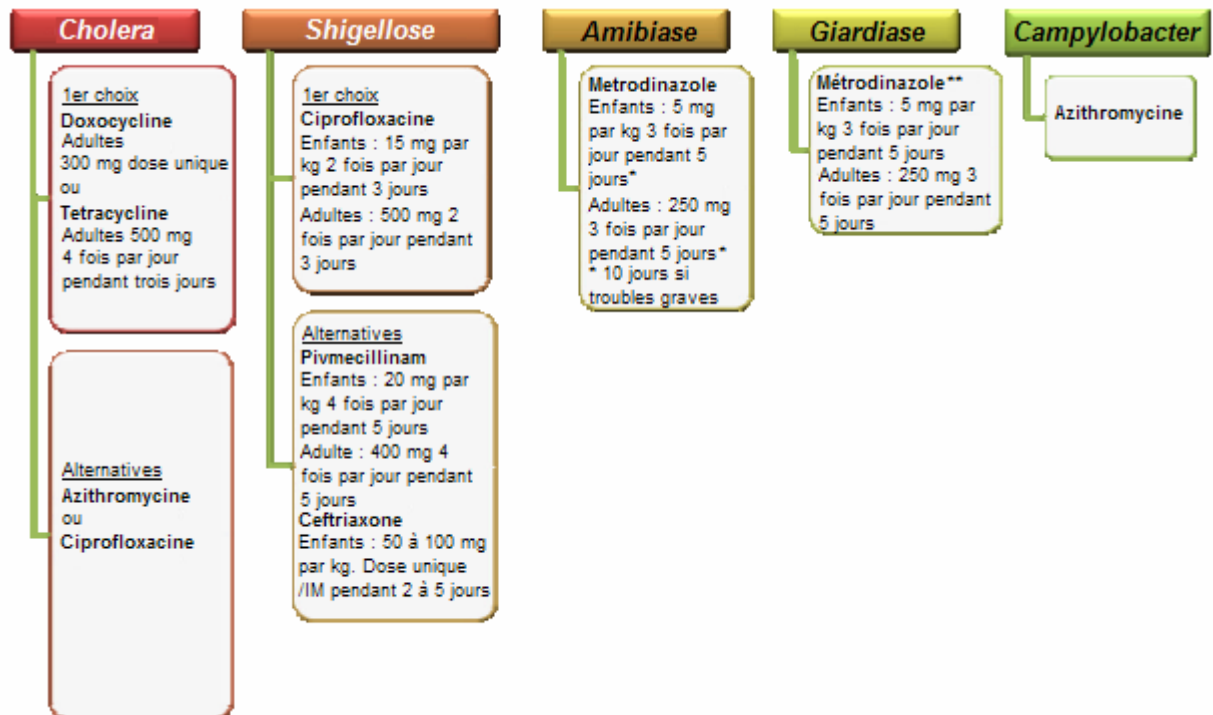 Cholera
1er choix
Doxocycline
Adultes
300 mg dose unique
ou
Tetracycline
Adultes 500 mg
4 fois par jour
pendant trois jours
Alternatives
Azithromycine
ou
Ciprofloxacine
Shigellose
1er choix
Ciprofloxacine
Enfants : 15 mg par
kg 2 fois par jour
pendant 3 jours
Adultes : 500 mg 2
fois par jour pendant
3 jours
Alternatives
Pivmecillinam
Enfants : 20 mg par
kg 4 fois par jour
pendant 5 jours
Adulte : 400 mg 4
fois par jour pendant
5 jours
Ceftriaxone
Enfants : 50 à 100 mg
par kg. Dose unique
/IM pendant 2 à 5 jours
Amibiase
Metrodinazole
Enfants : 5 mg
par kg 3 fois par
jour pendant 5
jours*
Adultes : 250 mg
3 fois par jour
pendant 5 jours*
* 10 jours si
troubles graves
Giardiase
Métrodinazole**
Enfants : 5 mg par
kg 3 fois par jour
pendant 5 jours
Adultes : 250 mg 3
fois par jour pendant
5 jours
Campylobacter
Azithromycine